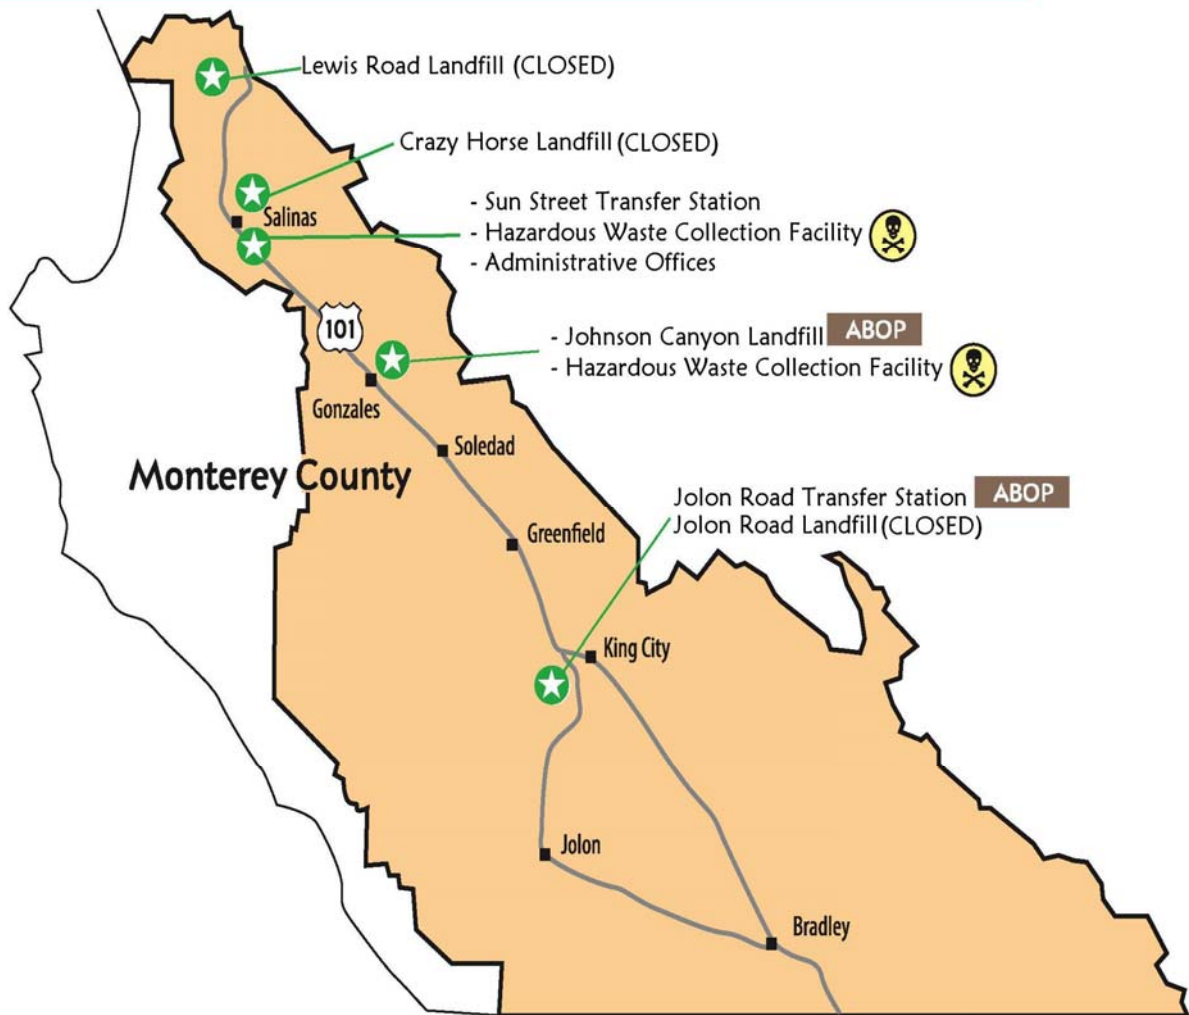 Lewis Road Landfill (CLOSED)
Crazy Horse Landfill (CLOSED)
- Sun Street Transfer Station
- Hazardous Waste Collection Facility
- Administrative Offices
Salinas
101
- Johnson Canyon Landfill ABOP
- Hazardous Waste Collection Facility
Gonzales
Soledad
Monterey County
Jolon Road Transfer Station ABOP
Jolon Road Landfill (CLOSED)
Greenfield
King City
Jolon
Bradley